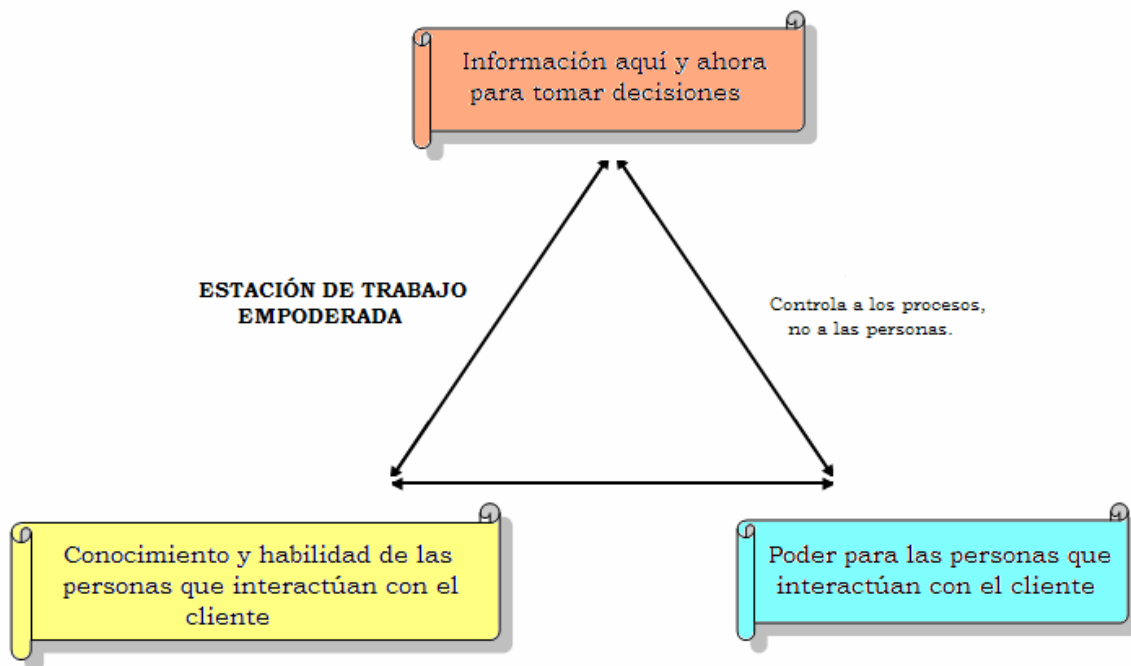 Información aquí y ahora
para tomar decisiones
ESTACIÓN DE TRABAJO
EMPODERADA
Controla a los procesos,
no a las personas.
Conocimiento y habilidad de las
personas que interactúan con el
cliente
Poder para las personas que
interactúan con el cliente